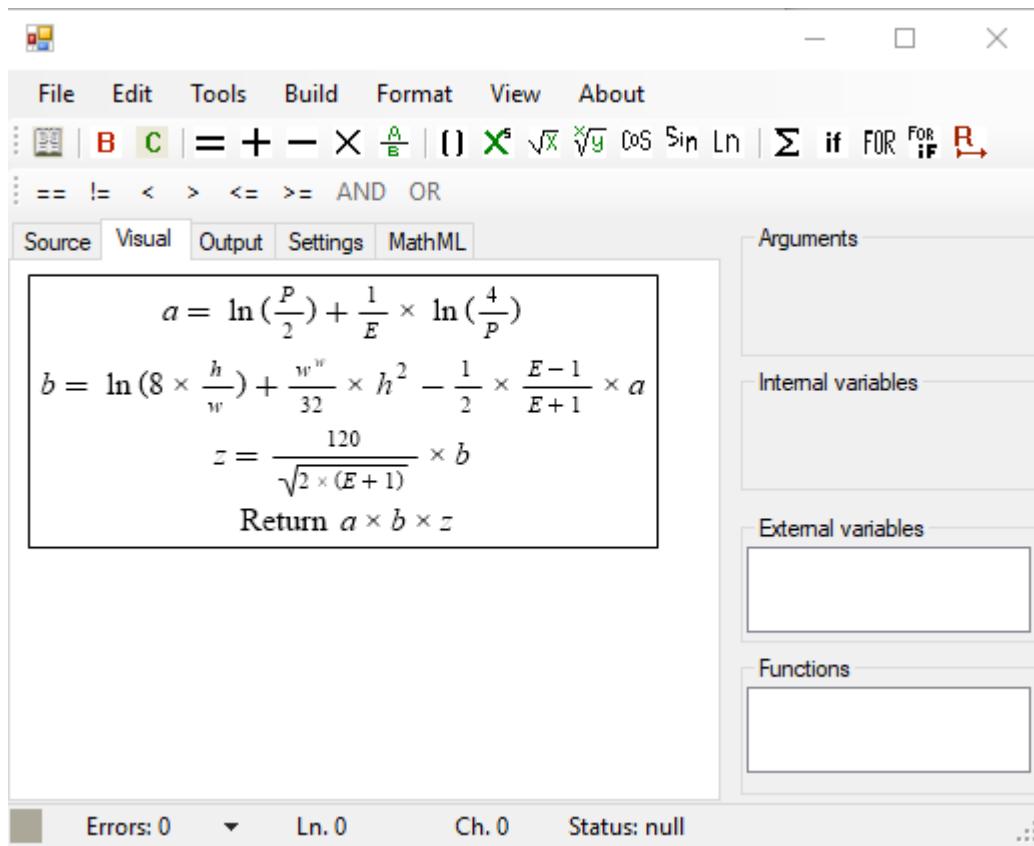 File Edit Tools Build Format View About
B C = + − × A/B () X⁵ √X ˣ√y COS Sin Ln Σ if FOR FOR IF R
== != < > <= >= AND OR
Source Visual Output Settings MathML
Arguments
a = ln (P/2) + 1/E × ln (4/P)
b = ln (8 × h/w) + w^w/32 × h² − 1/2 × (E − 1)/(E + 1) × a
z = 120/√(2 × (E + 1)) × b
Return a × b × z
Internal variables
External variables
Functions
Errors: 0 Ln. 0 Ch. 0 Status: null